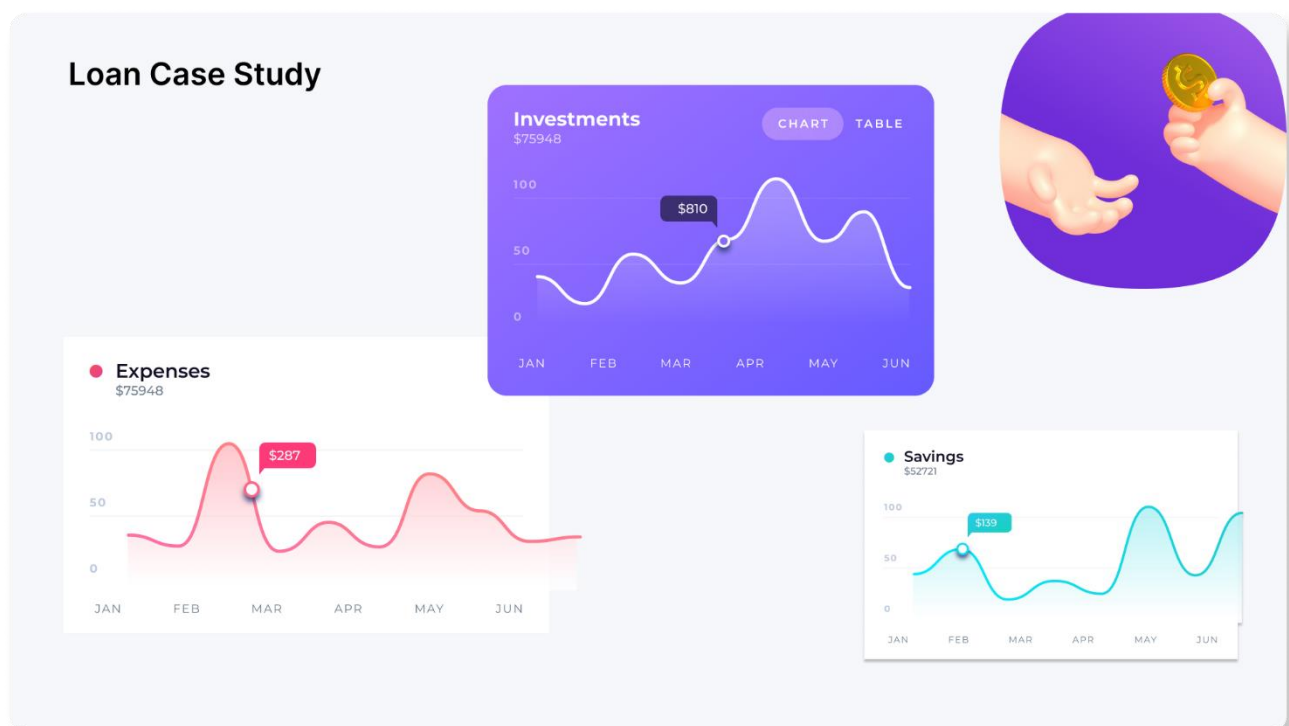 Loan Case Study
Investments
$75948
CHART TABLE
100
$810
50
0
JAN FEB MAR APR MAY JUN
Expenses
$75948
100
$287
50
0
JAN FEB MAR APR MAY JUN
Savings
$52721
100
$139
50
0
JAN FEB MAR APR MAY JUN